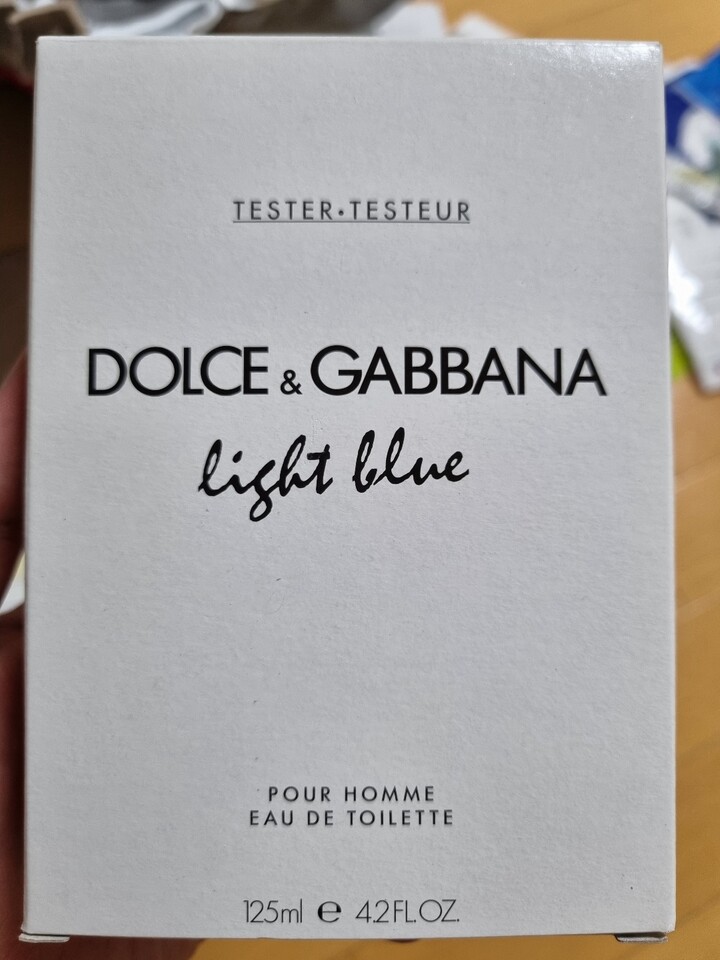 TESTER•TESTEUR
DOLCE & GABBANA
light blue
POUR HOMME
EAU DE TOILETTE
125ml e 4.2FL.OZ.